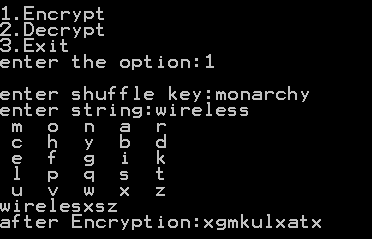 1.Encrypt
2.Decrypt
3.Exit
enter the option:1
enter shuffle key:monarchy
enter string:wireless
m o n a r
c h y b d
e f g i k
l p q s t
u v w x z
wirelesxsz
after Encryption:xgmkulxatx